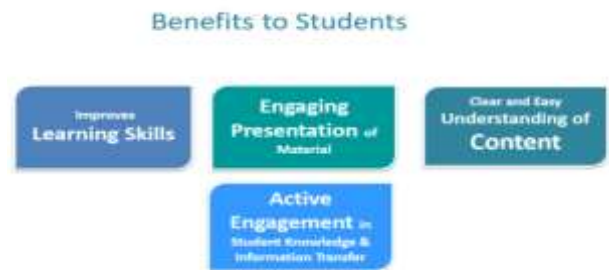 Benefits to Students
Improves
Learning Skills
Engaging
Presentation of
Material
Clear and Easy
Understanding of
Content
Active
Engagement in
Student Knowledge &
Information Transfer